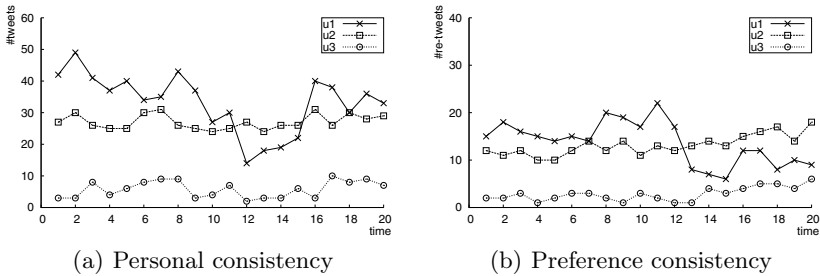 #tweets
60
50
40
30
20
10
0
0 2 4 6 8 10 12 14 16 18 20
time
u1
u2
u3
(a) Personal consistency
#re-tweets
40
30
20
10
0
0 2 4 6 8 10 12 14 16 18 20
time
u1
u2
u3
(b) Preference consistency